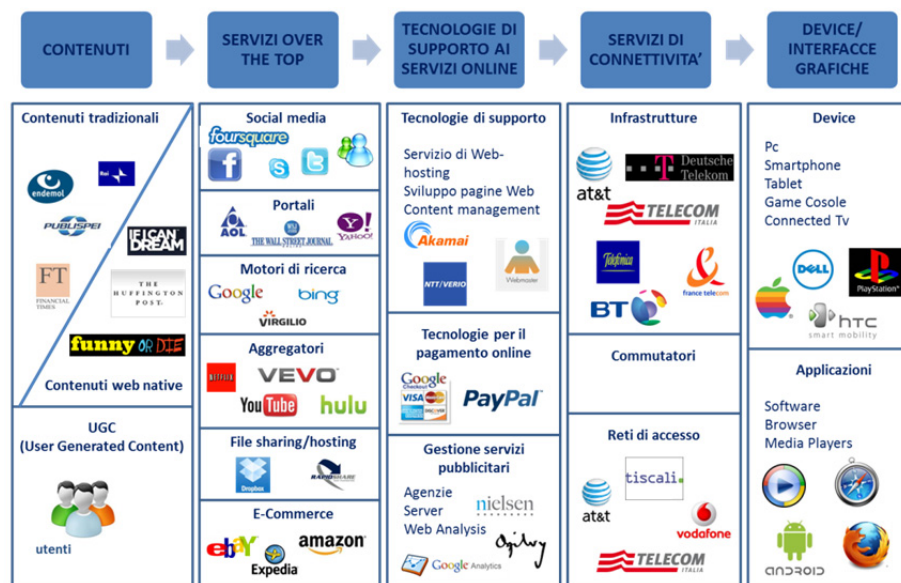 CONTENUTI
SERVIZI OVER
THE TOP
TECNOLOGIE DI
SUPPORTO AI
SERVIZI ONLINE
SERVIZI DI
CONNETTIVITA’
DEVICE/
INTERFACCE
GRAFICHE
Contenuti tradizionali
endemol
Rai
PUBLISPEI
IF I CAN
DREAM
FT
FINANCIAL
TIMES
THE
HUFFINGTON
POST.
funny OR DIE
Contenuti web native
UGC
(User Generated Content)
utenti
Social media
foursquare
f
S
t
Portali
AOL
THE WALL STREET JOURNAL
Y!
YAHOO!
Motori di ricerca
Google
bing
VIRGILIO
Aggregatori
NETFLIX
VEVO
YouTube
hulu
File sharing/hosting
Dropbox
RAPIDSHARE
E-Commerce
ebay
Expedia
amazon
Tecnologie di supporto
Servizio di Web-
hosting
Sviluppo pagine Web
Content management
Akamai
NTT/VERIO
Webmaster
Tecnologie per il
pagamento online
Google
Checkout
VISA
PayPal
Gestione servizi
pubblicitari
Agenzie
Server
Web Analysis
nielsen
Ogilvy
Google Analytics
Infrastrutture
at&t
T
Deutsche
Telekom
TELECOM
ITALIA
Telefónica
BT
france telecom
Commutatori
Reti di accesso
at&t
tiscali.
vodafone
TELECOM
ITALIA
Device
Pc
Smartphone
Tablet
Game Cosole
Connected Tv
DELL
PlayStation
hTC
smart mobility
Applicazioni
Software
Browser
Media Players
ANDROID